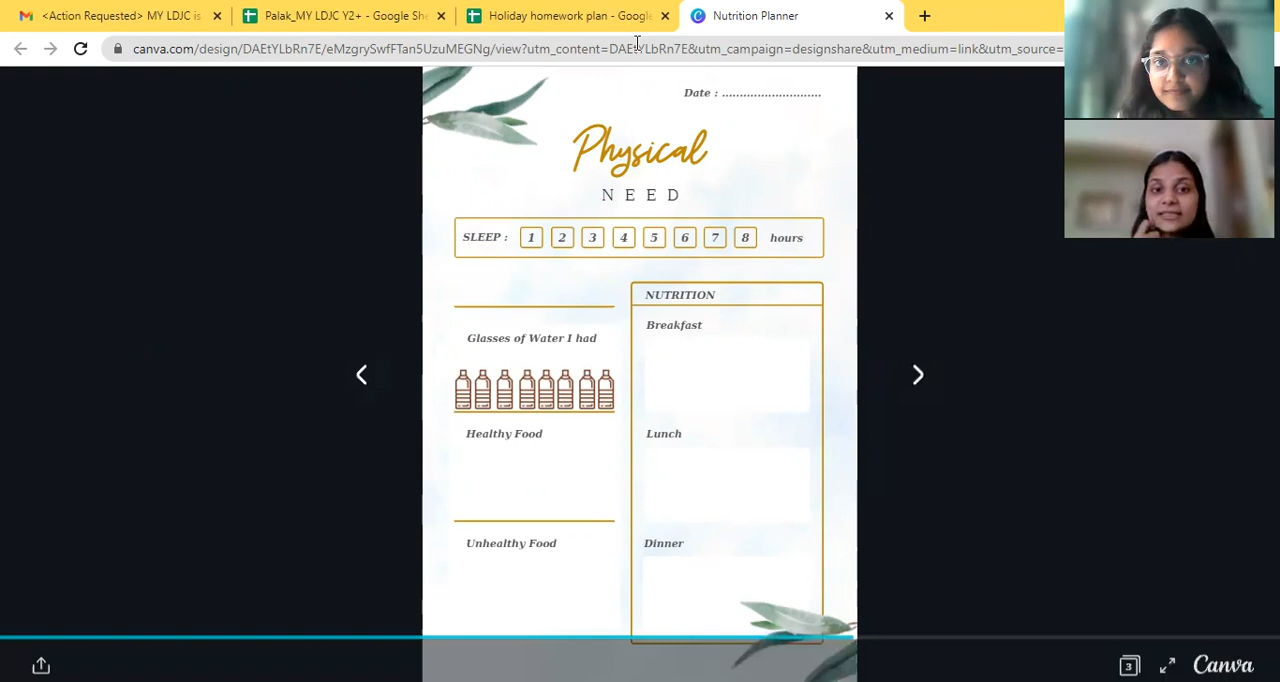 <Action Requested> MY LDJC is
Palak_MY LDJC Y2+ - Google She
Holiday homework plan - Google
Nutrition Planner
canva.com/design/DAEtYLbRn7E/eMzgrySwfFTan5UzuMEGNg/view?utm_content=DAEtYLbRn7E&utm_campaign=designshare&utm_medium=link&utm_source=
Date : ............................
Physical
NEED
SLEEP : 1 2 3 4 5 6 7 8 hours
Glasses of Water I had
Healthy Food
Unhealthy Food
NUTRITION
Breakfast
Lunch
Dinner
3
Canva